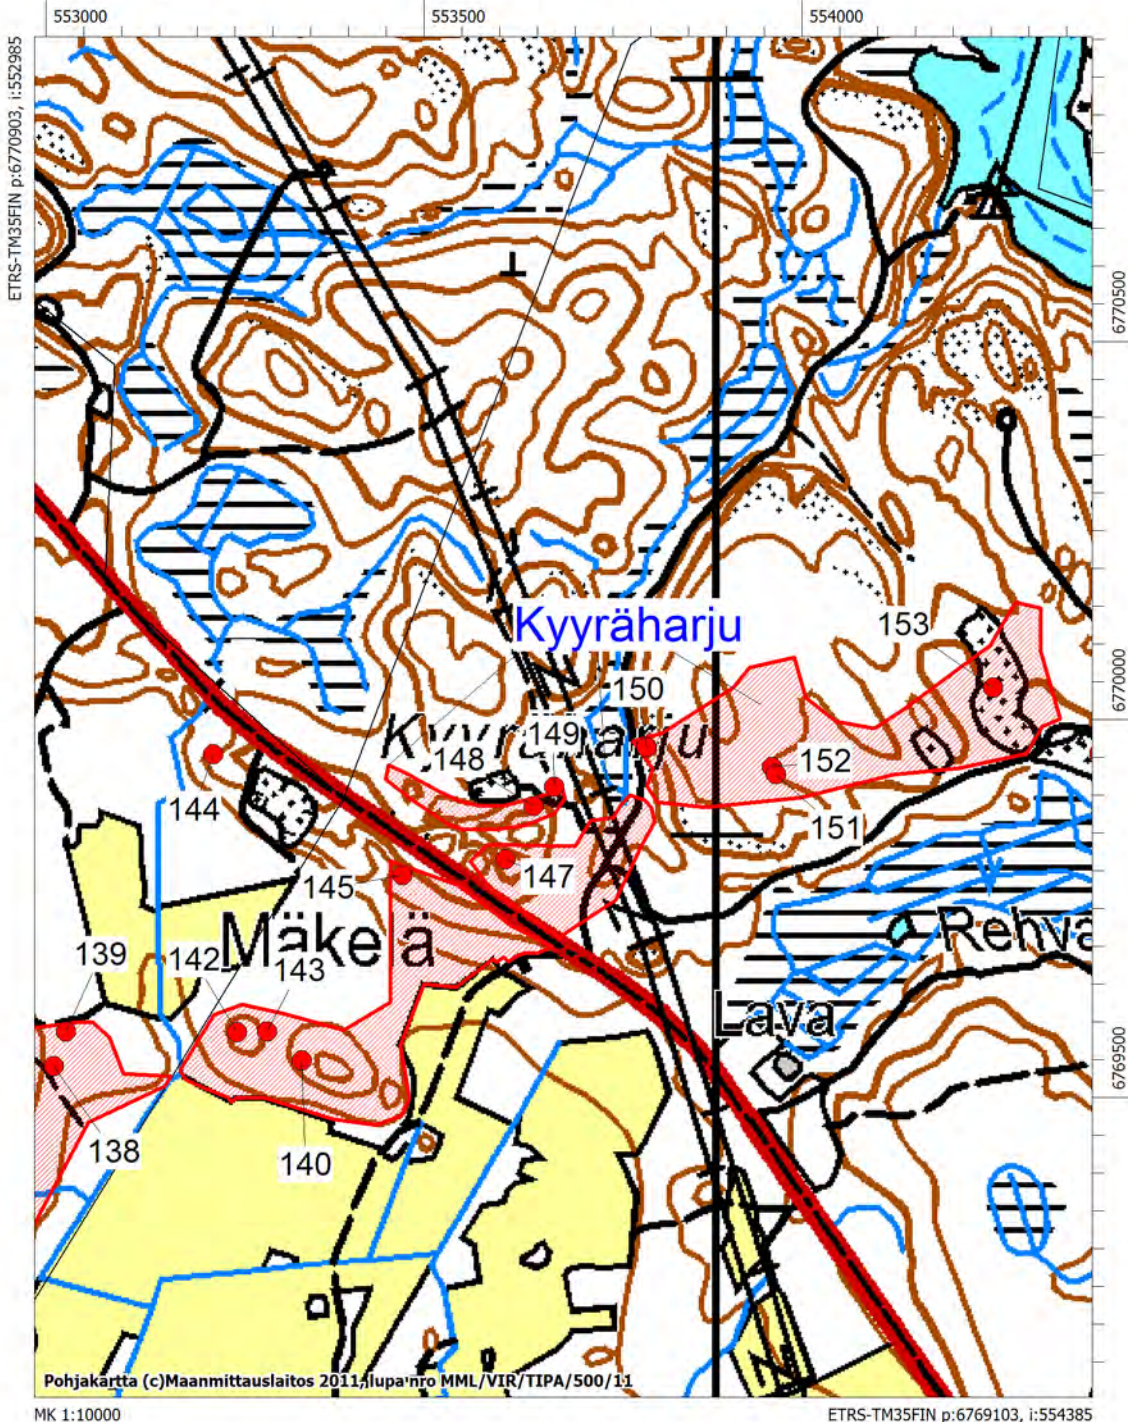 553000
553500
554000
ETRS-TM35FIN p:6770903, i:552985
6770500
Kyyräharju
153
6770000
150
Kyyräharju
149
148
152
144
151
147
145
Mäkelä
139
142
143
Rehva
Lava
6769500
138
140
Pohjakartta (c)Maanmittauslaitos 2011, lupa nro MML/VIR/TIPA/500/11
MK 1:10000
ETRS-TM35FIN p:6769103, i:554385